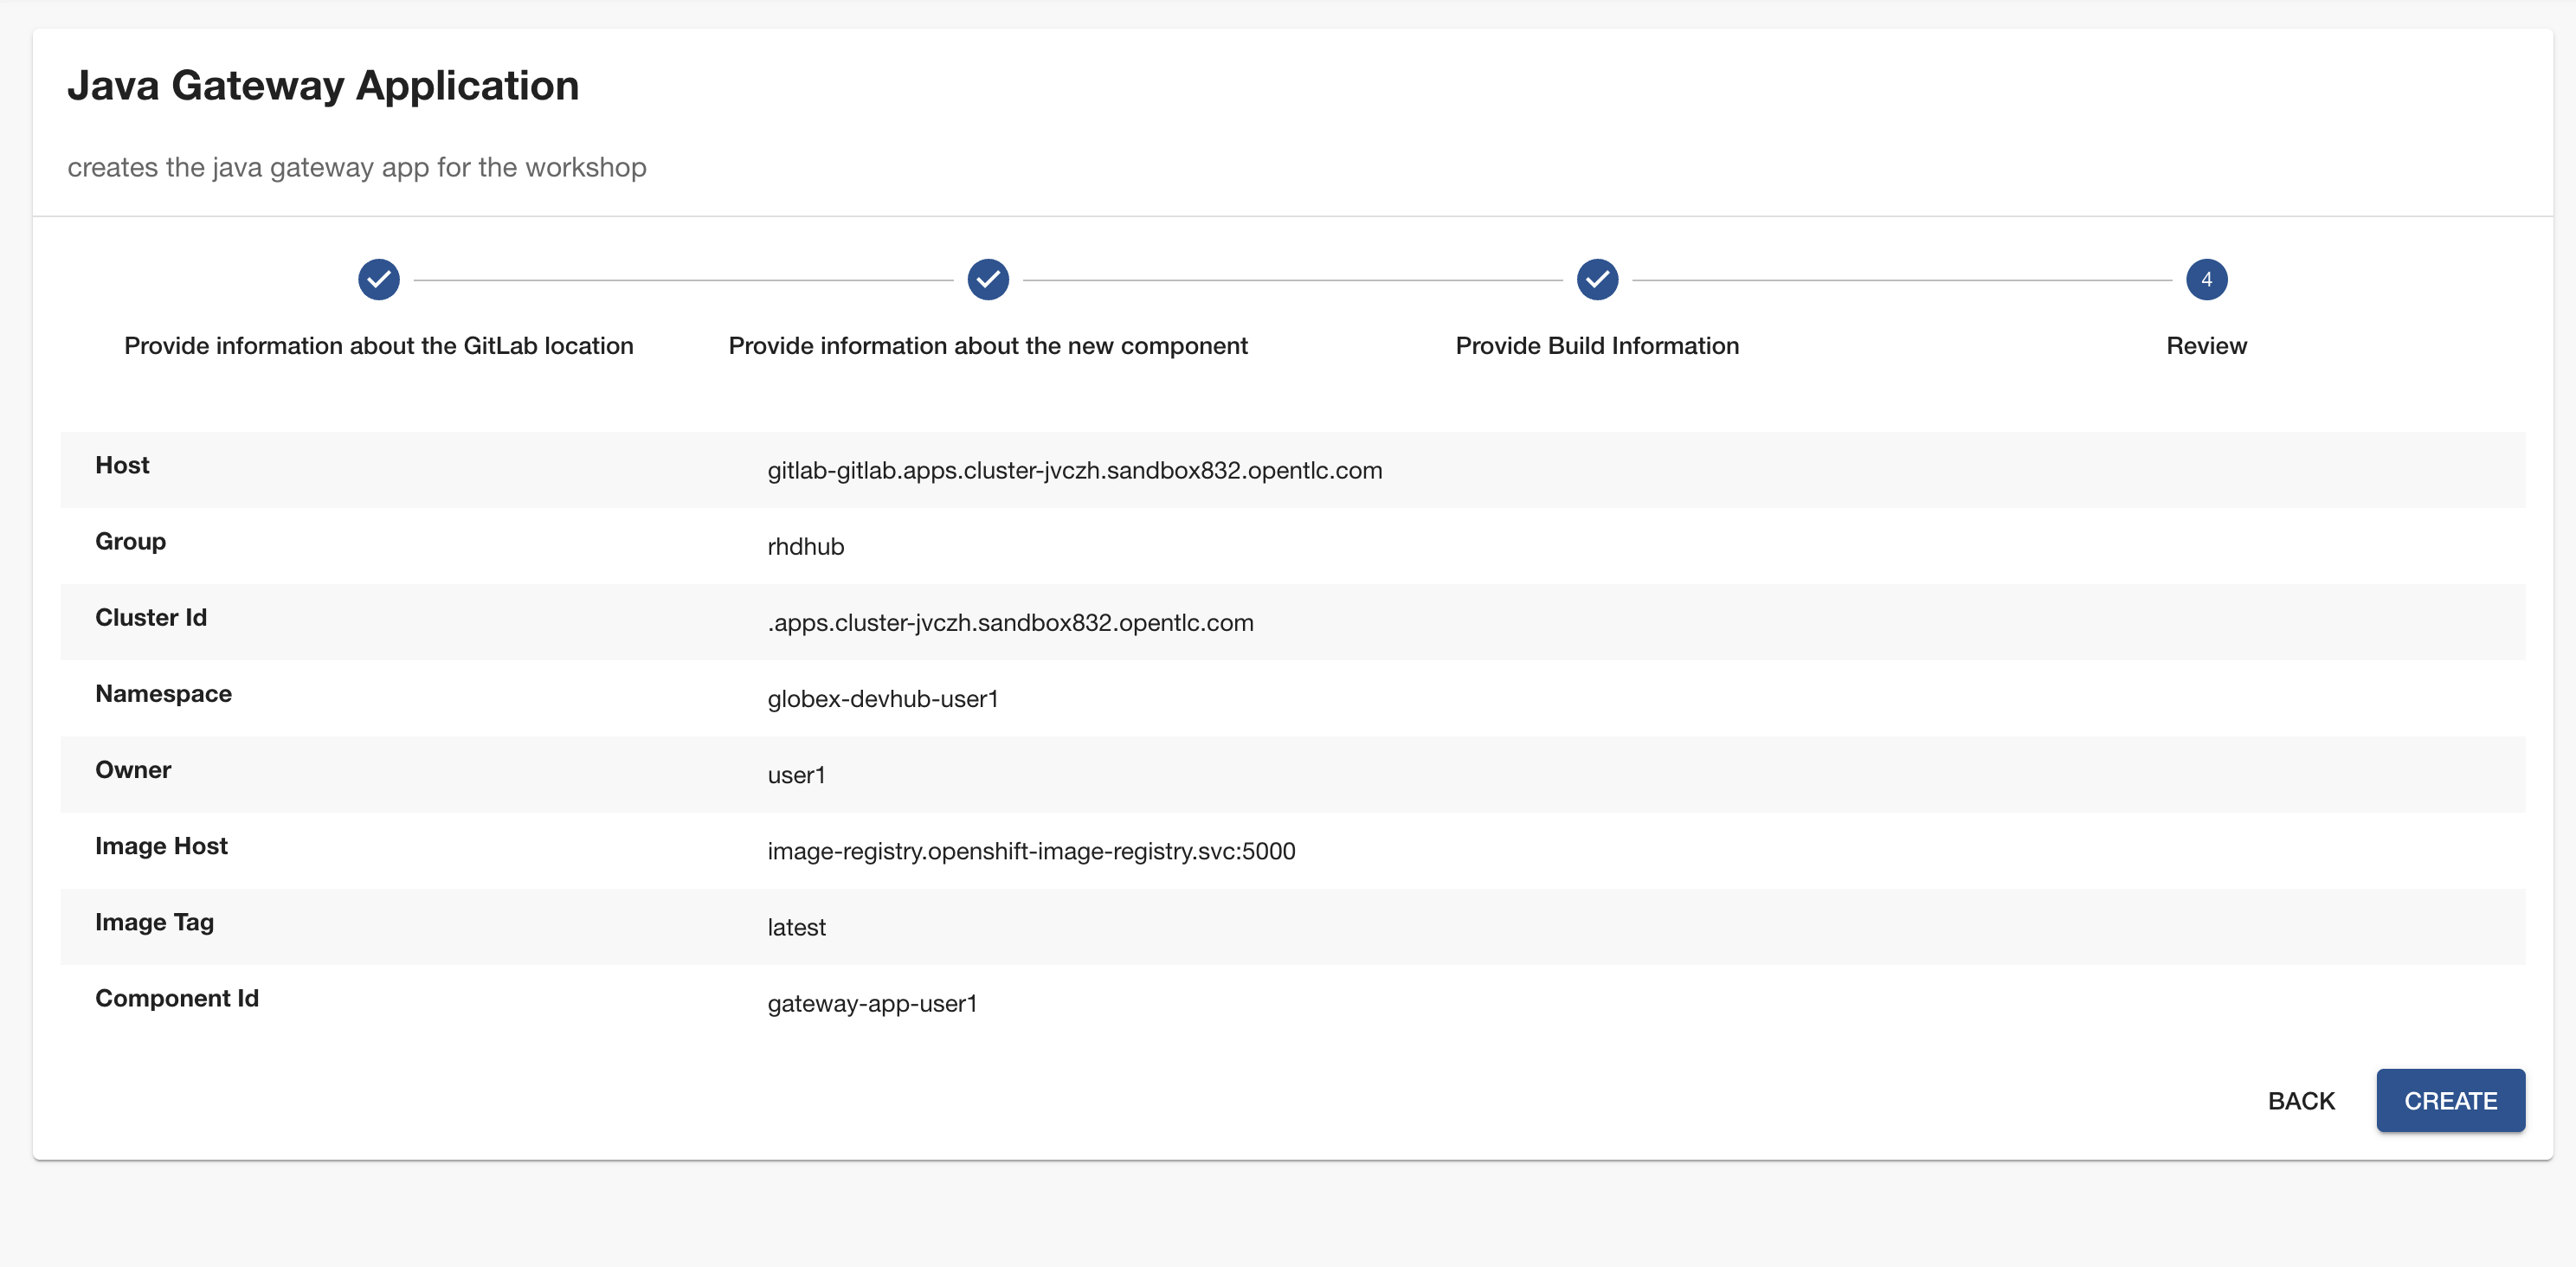 Java Gateway Application
creates the java gateway app for the workshop
4
Provide information about the GitLab location
Provide information about the new component
Provide Build Information
Review
Host
gitlab-gitlab.apps.cluster-jvczh.sandbox832.opentlc.com
Group
rhdhub
Cluster Id
.apps.cluster-jvczh.sandbox832.opentlc.com
Namespace
globex-devhub-user1
Owner
user1
Image Host
image-registry.openshift-image-registry.svc:5000
Image Tag
latest
Component Id
gateway-app-user1
BACK
CREATE